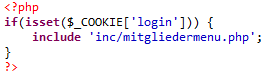 <?php
if(isset($_COOKIE['login'])) {
    include 'inc/mitgliedermenu.php';
}
?>